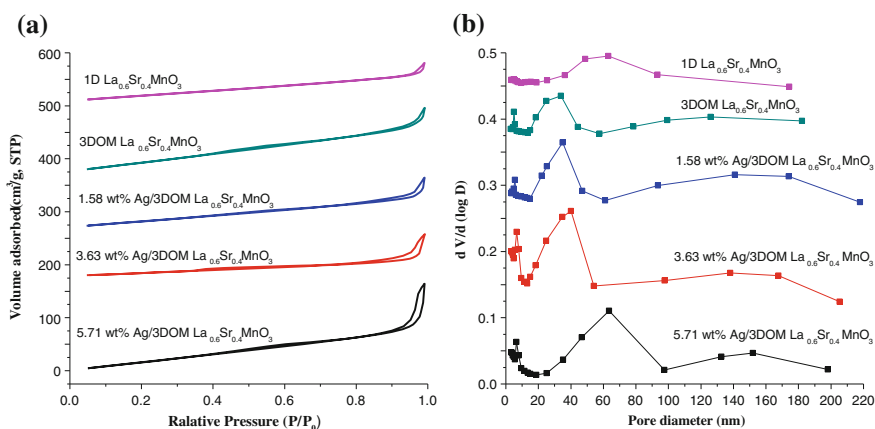 (a)
600
500
400
300
200
100
0
Volume adsorbed(cm³/g, STP)
1D La0.6Sr0.4MnO3
3DOM La0.6Sr0.4MnO3
1.58 wt% Ag/3DOM La0.6Sr0.4MnO3
3.63 wt% Ag/3DOM La0.6Sr0.4MnO3
5.71 wt% Ag/3DOM La0.6Sr0.4MnO3
0.0 0.2 0.4 0.6 0.8 1.0
Ralative Pressure (P/P0)
(b)
0.5
0.4
0.3
0.2
0.1
0.0
d V/d (log D)
1D La0.6Sr0.4MnO3
3DOM La0.6Sr0.4MnO3
1.58 wt% Ag/3DOM La0.6Sr0.4MnO3
3.63 wt% Ag/3DOM La0.6Sr0.4MnO3
5.71 wt% Ag/3DOM La0.6Sr0.4MnO3
0 20 40 60 80 100 120 140 160 180 200 220
Pore diameter (nm)